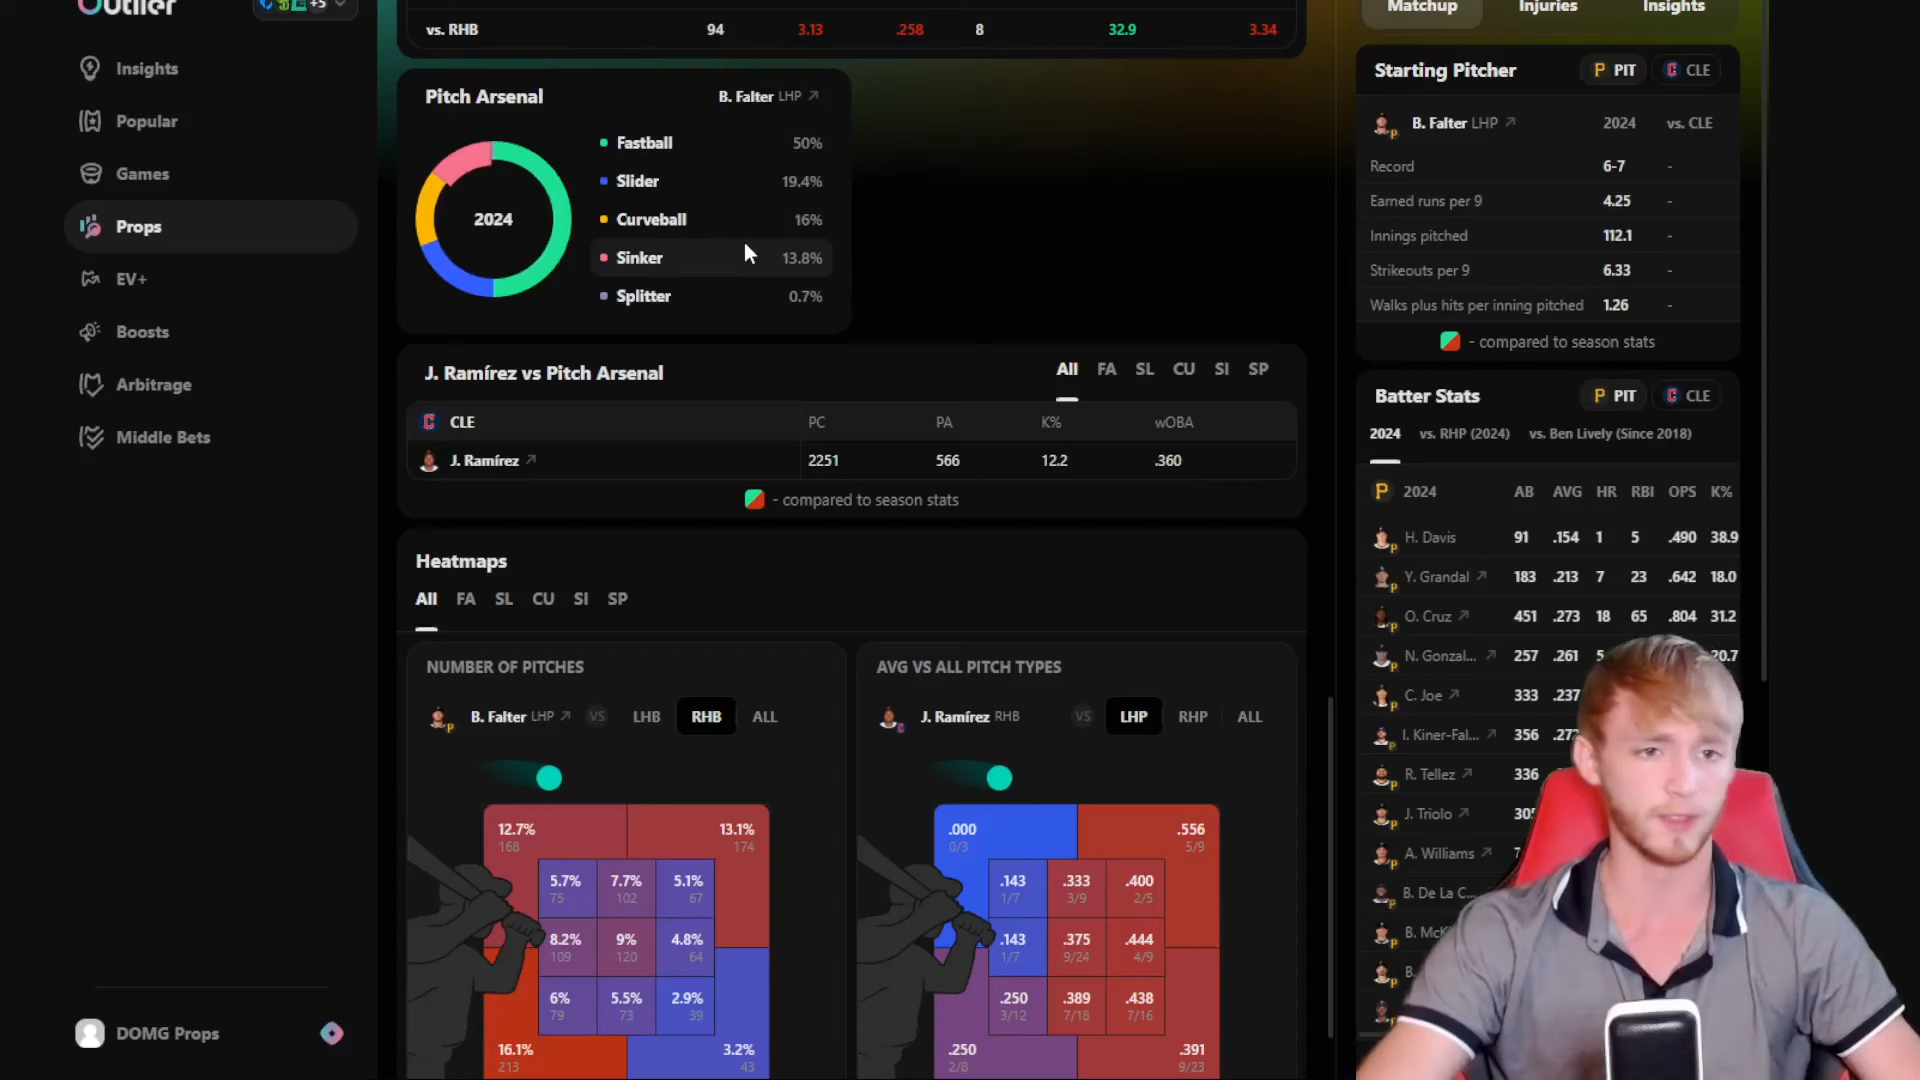 Outlier
+5
Insights
Popular
Games
Props
EV+
Boosts
Arbitrage
Middle Bets
DOMG Props
vs. RHB 94 3.13 .258 8 32.9 3.34
Pitch Arsenal B. Falter LHP
2024
Fastball 50%
Slider 19.4%
Curveball 16%
Sinker 13.8%
Splitter 0.7%
J. Ramírez vs Pitch Arsenal All FA SL CU SI SP
CLE PC PA K% wOBA
J. Ramírez 2251 566 12.2 .360
- compared to season stats
Heatmaps
All FA SL CU SI SP
NUMBER OF PITCHES
B. Falter LHP VS LHB RHB ALL
12.7% 13.1%
168 174
5.7% 7.7% 5.1%
75 102 67
8.2% 9% 4.8%
109 120 64
6% 5.5% 2.9%
79 73 39
16.1% 3.2%
213 43
AVG VS ALL PITCH TYPES
J. Ramírez RHB VS LHP RHP ALL
.000 .556
0/3 5/9
.143 .333 .400
1/7 3/9 2/5
.143 .375 .444
1/7 9/24 4/9
.250 .389 .438
3/12 7/18 7/16
.250 .391
2/8 9/23
Matchup Injuries Insights
Starting Pitcher P PIT C CLE
B. Falter LHP 2024 vs. CLE
Record 6-7 -
Earned runs per 9 4.25 -
Innings pitched 112.1 -
Strikeouts per 9 6.33 -
Walks plus hits per inning pitched 1.26 -
- compared to season stats
Batter Stats P PIT C CLE
2024 vs. RHP (2024) vs. Ben Lively (Since 2018)
P 2024 AB AVG HR RBI OPS K%
H. Davis 91 .154 1 5 .490 38.9
Y. Grandal 183 .213 7 23 .642 18.0
O. Cruz 451 .273 18 65 .804 31.2
N. Gonzal... 257 .261 5 20.7
C. Joe 333 .237
I. Kiner-Fal... 356
R. Tellez 336
J. Triolo
A. Williams
B. De La C...
B.
B.